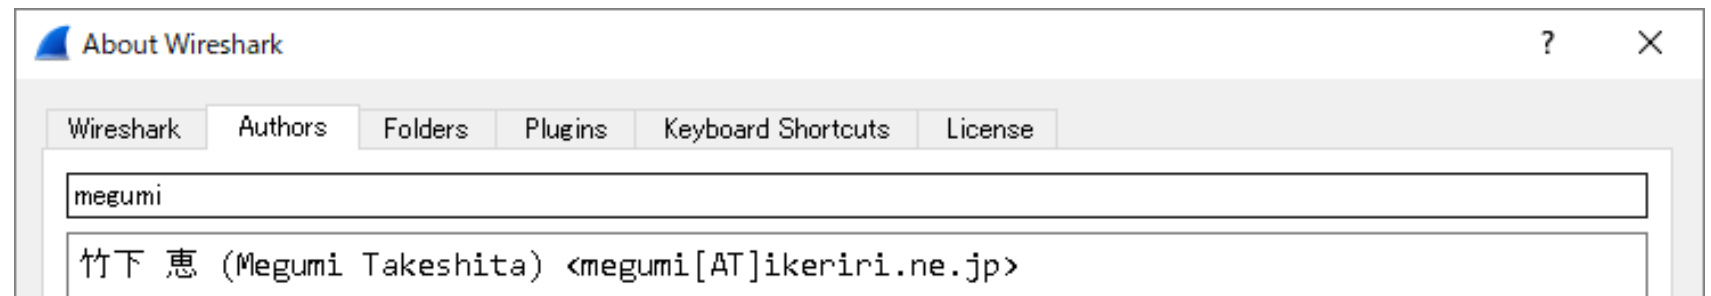 About Wireshark ?
Wireshark Authors Folders Plugins Keyboard Shortcuts License
megumi
竹下 恵 (Megumi Takeshita) <megumi[AT]ikeriri.ne.jp>